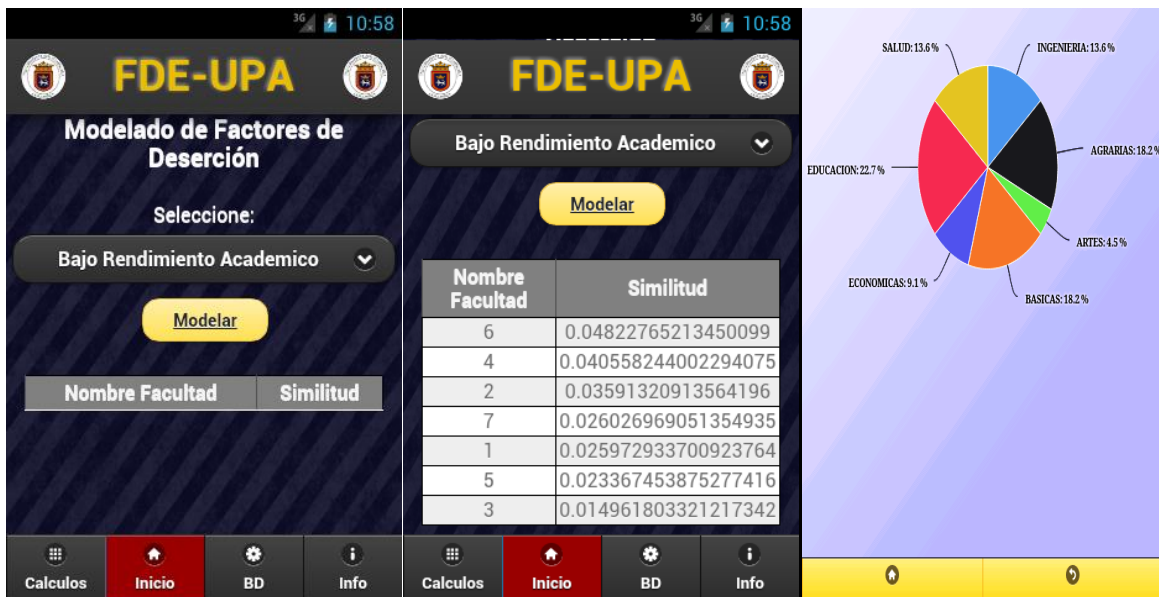 3G 10:58
FDE-UPA
Modelado de Factores de
Deserción
Seleccione:
Bajo Rendimiento Academico
Modelar
Nombre Facultad Similitud
Calculos Inicio BD Info
3G 10:58
FDE-UPA
Bajo Rendimiento Academico
Modelar
Nombre
Facultad
Similitud
6 0.04822765213450099
4 0.040558244002294075
2 0.03591320913564196
7 0.026026969051354935
1 0.025972933700923764
5 0.023367453875277416
3 0.014961803321217342
Calculos Inicio BD Info
SALUD: 13.6 %
INGENIERIA: 13.6 %
AGRARIAS: 18.2 %
EDUCACION: 22.7 %
ARTES: 4.5 %
ECONOMICAS: 9.1 %
BASICAS: 18.2 %